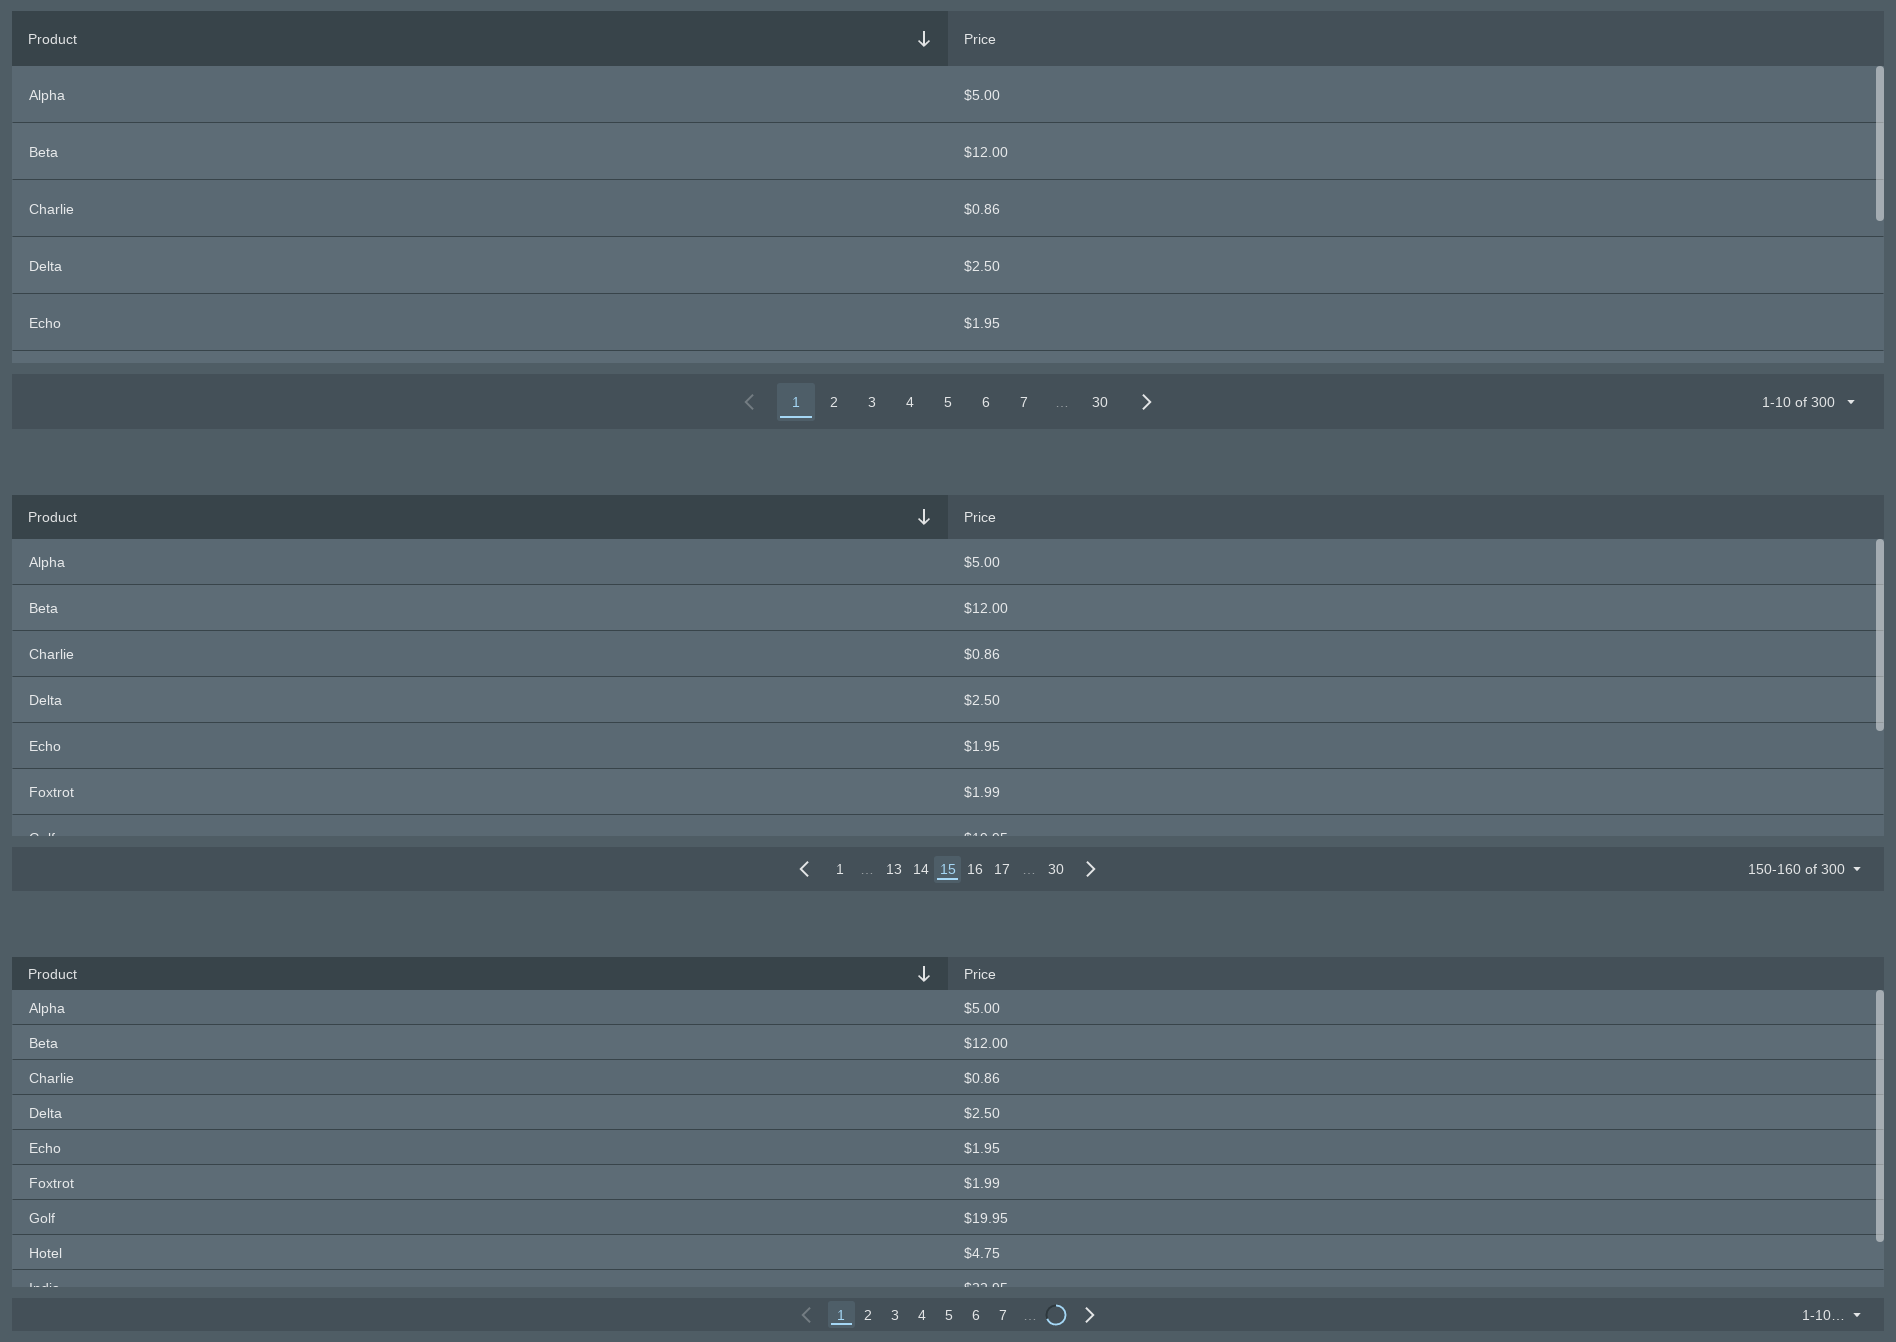 Product Price
Alpha $5.00
Beta $12.00
Charlie $0.86
Delta $2.50
Echo $1.95
1 2 3 4 5 6 7 … 30 1-10 of 300
Product Price
Alpha $5.00
Beta $12.00
Charlie $0.86
Delta $2.50
Echo $1.95
Foxtrot $1.99
1 … 13 14 15 16 17 … 30 150-160 of 300
Product Price
Alpha $5.00
Beta $12.00
Charlie $0.86
Delta $2.50
Echo $1.95
Foxtrot $1.99
Golf $19.95
Hotel $4.75
1 2 3 4 5 6 7 … 1-10…